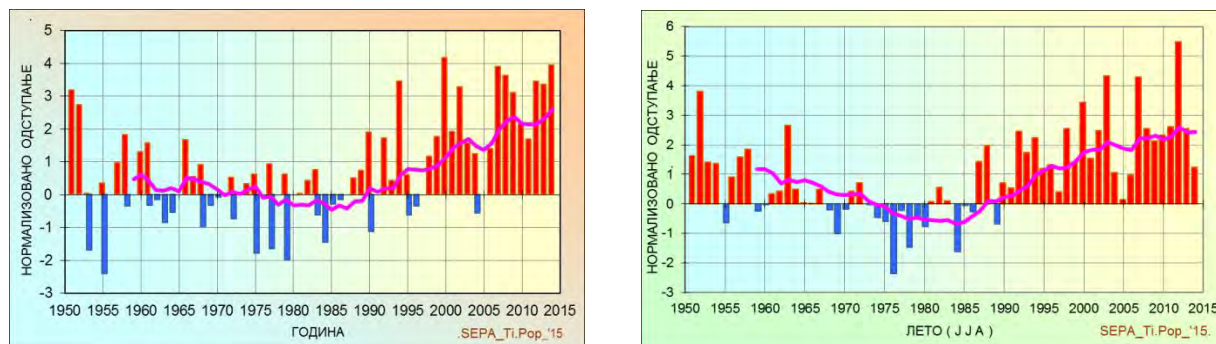 НОРМАЛИЗОВАНО ОДСТУПАЊЕ
5
4
3
2
1
0
-1
-2
-3
1950 1955 1960 1965 1970 1975 1980 1985 1990 1995 2000 2005 2010 2015
ГОДИНА
.SEPA_Ti.Pop_'15
НОРМАЛИЗОВАНО ОДСТУПАЊЕ
6
5
4
3
2
1
0
-1
-2
-3
1950 1955 1960 1965 1970 1975 1980 1985 1990 1995 2000 2005 2010 2015
ЛЕТО ( J J A )
SEPA_Ti.Pop_'15.